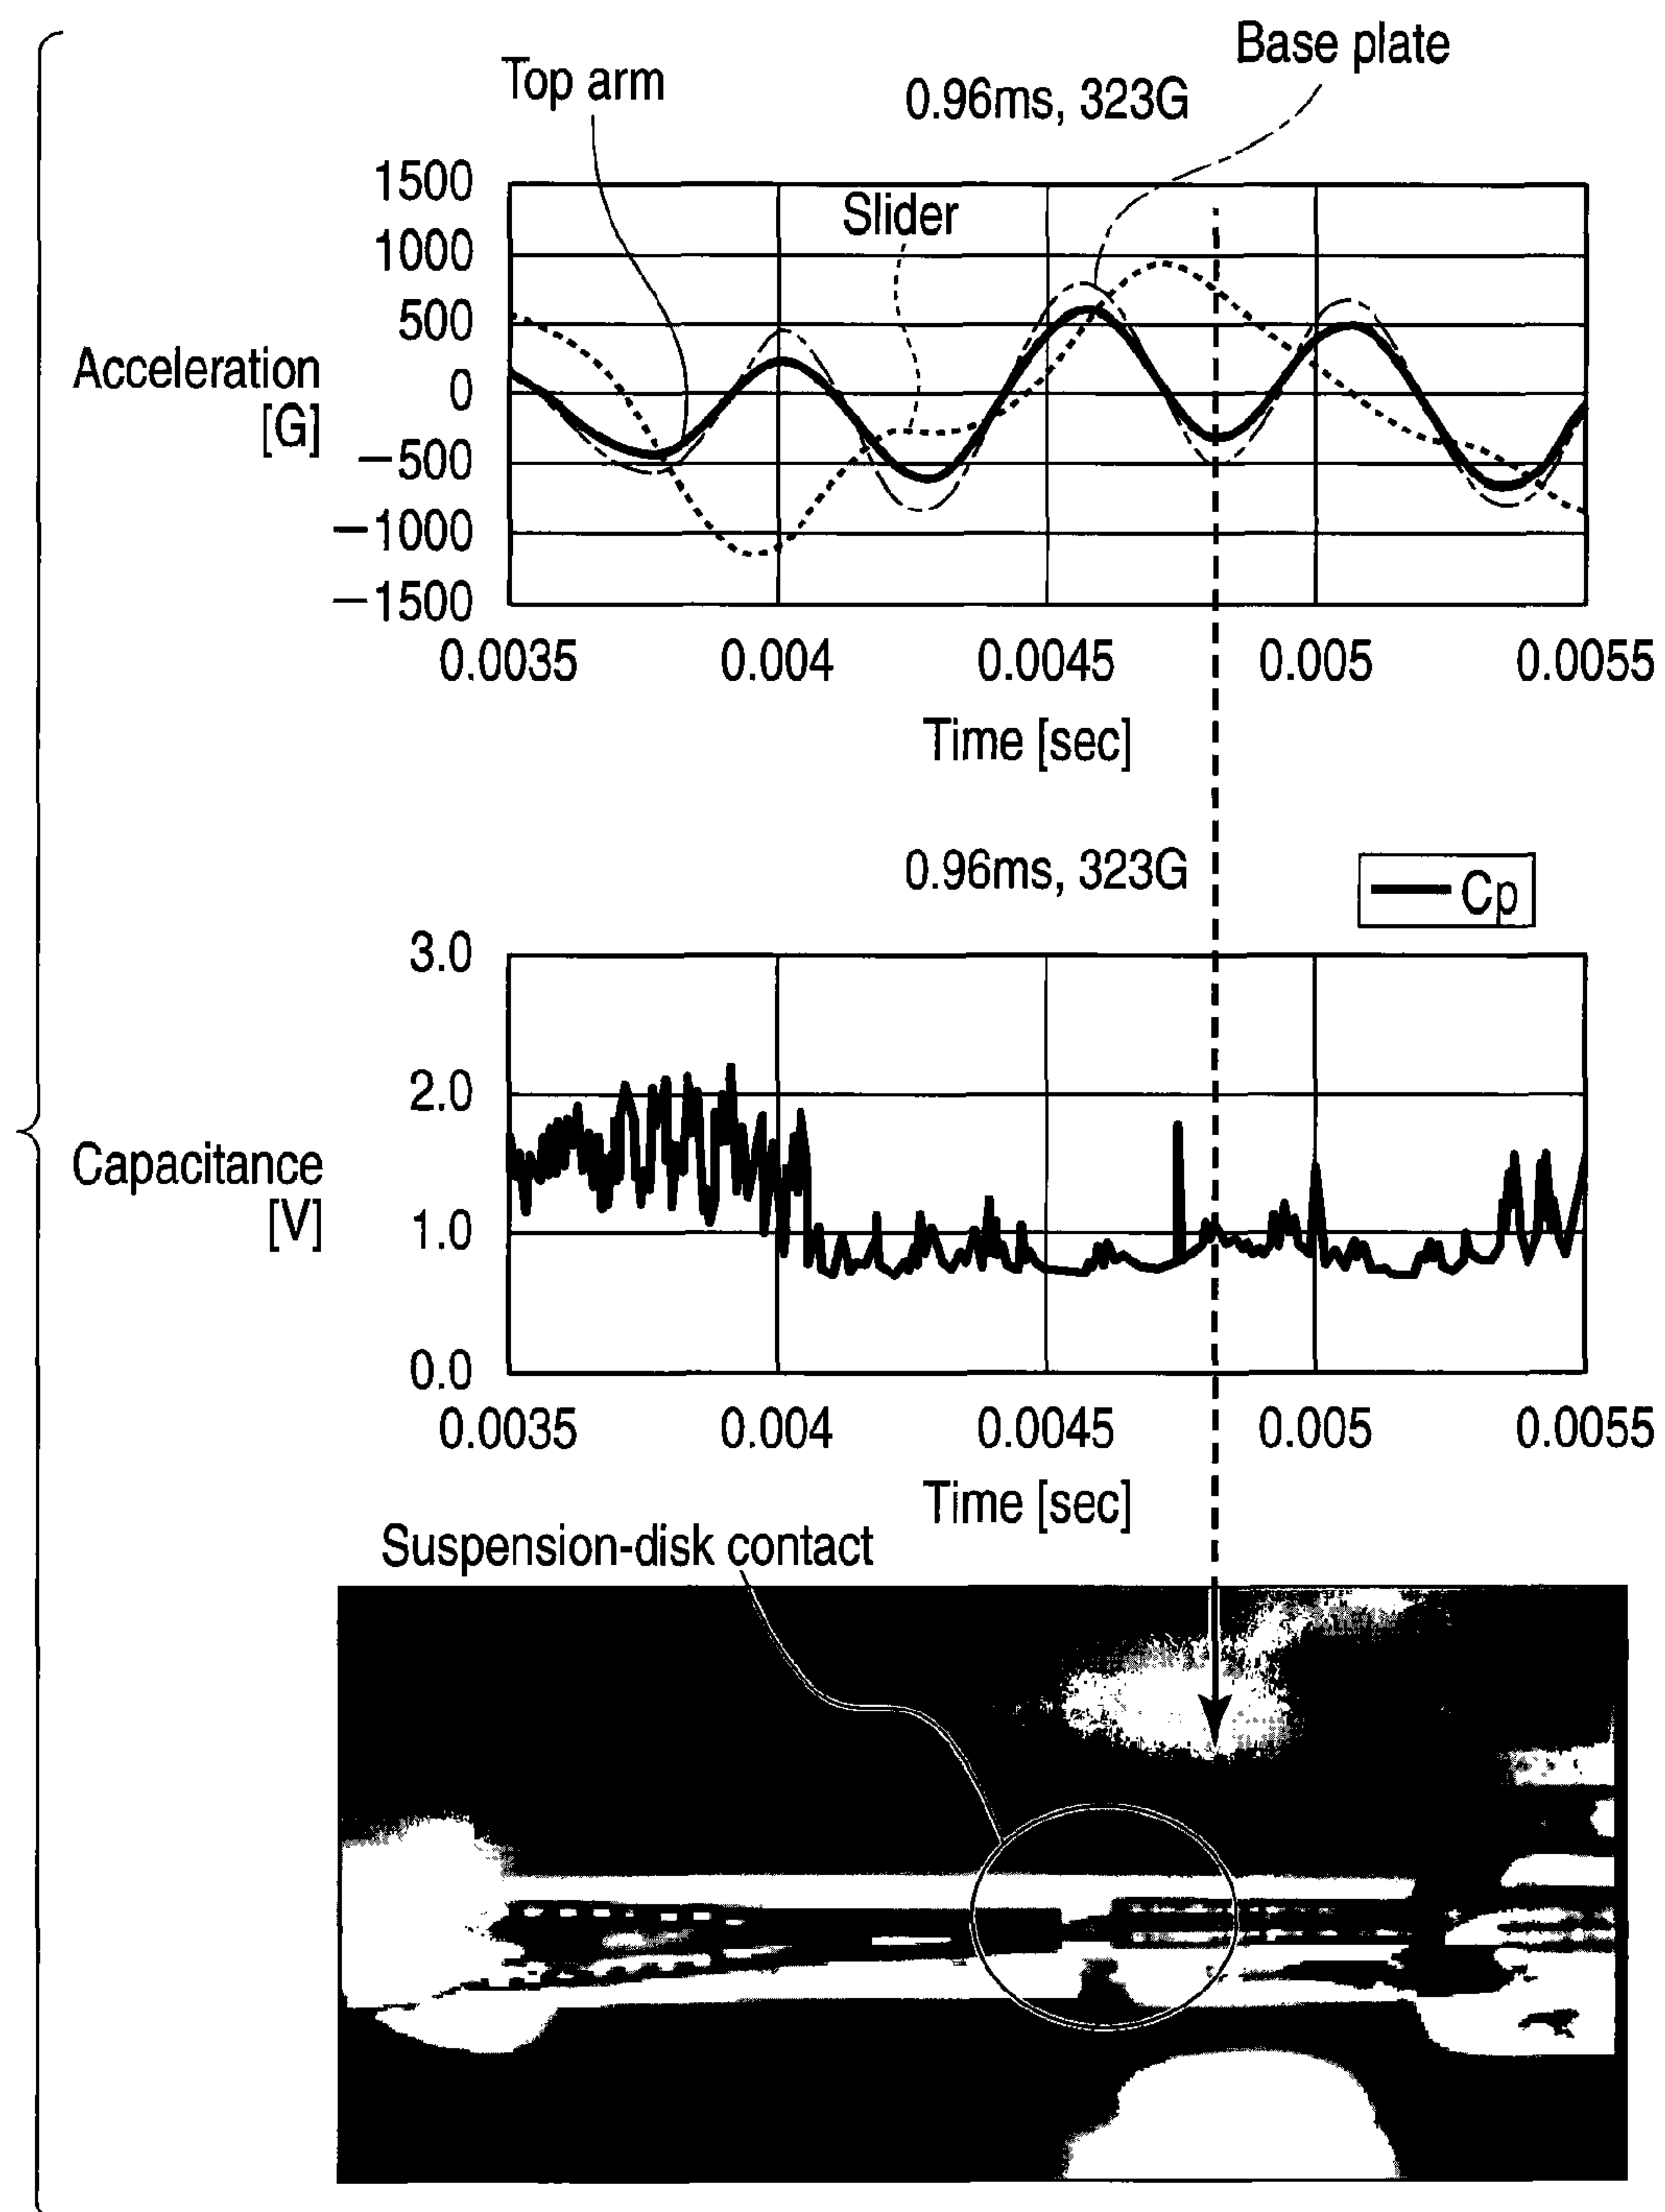 Base plate
Top arm
0.96ms, 323G
1500
Slider
1000
500
Acceleration
[G]
0
−500
−1000
−1500
0.0035 0.004 0.0045 0.005 0.0055
Time [sec]
0.96ms, 323G
Cp
3.0
2.0
Capacitance
[V]
1.0
0.0
0.0035 0.004 0.0045 0.005 0.0055
Time [sec]
Suspension-disk contact